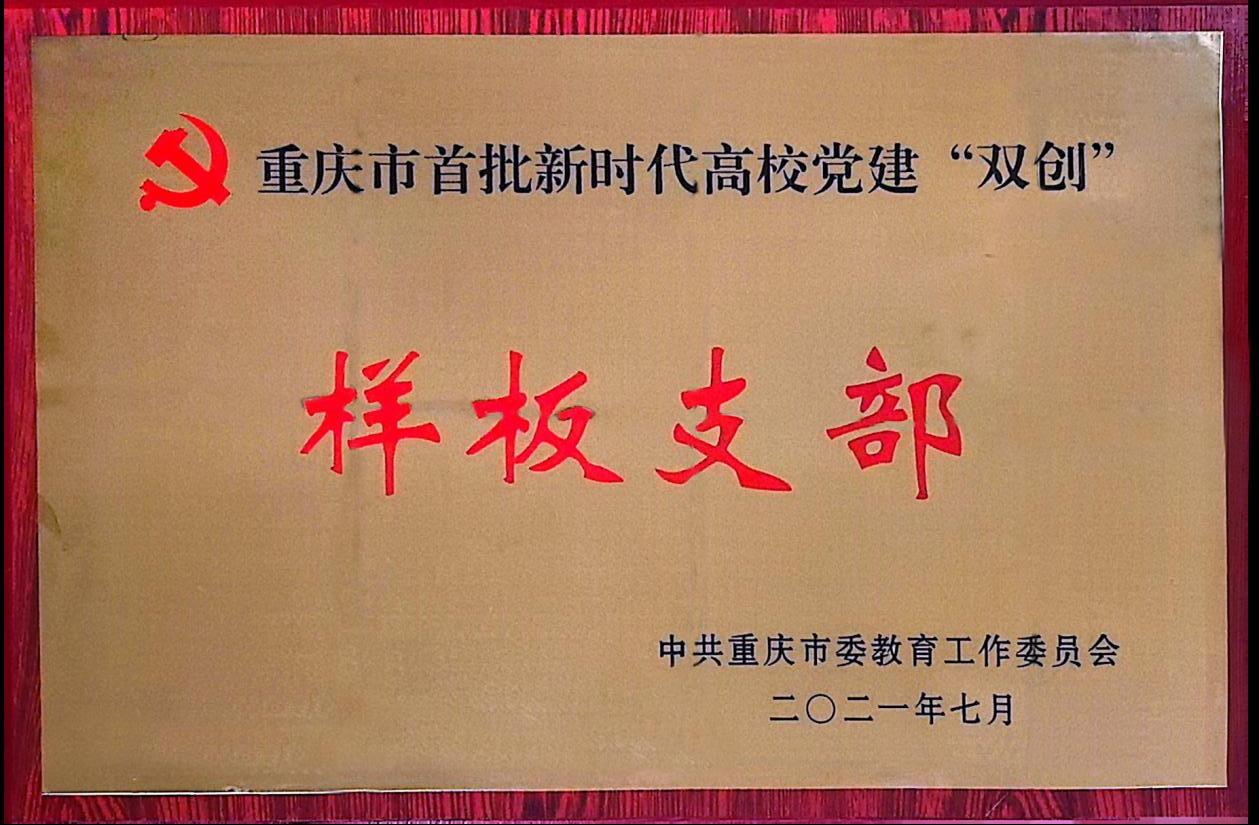 重庆市首批新时代高校党建“双创”
样板支部
中共重庆市委教育工作委员会
二〇二一年七月